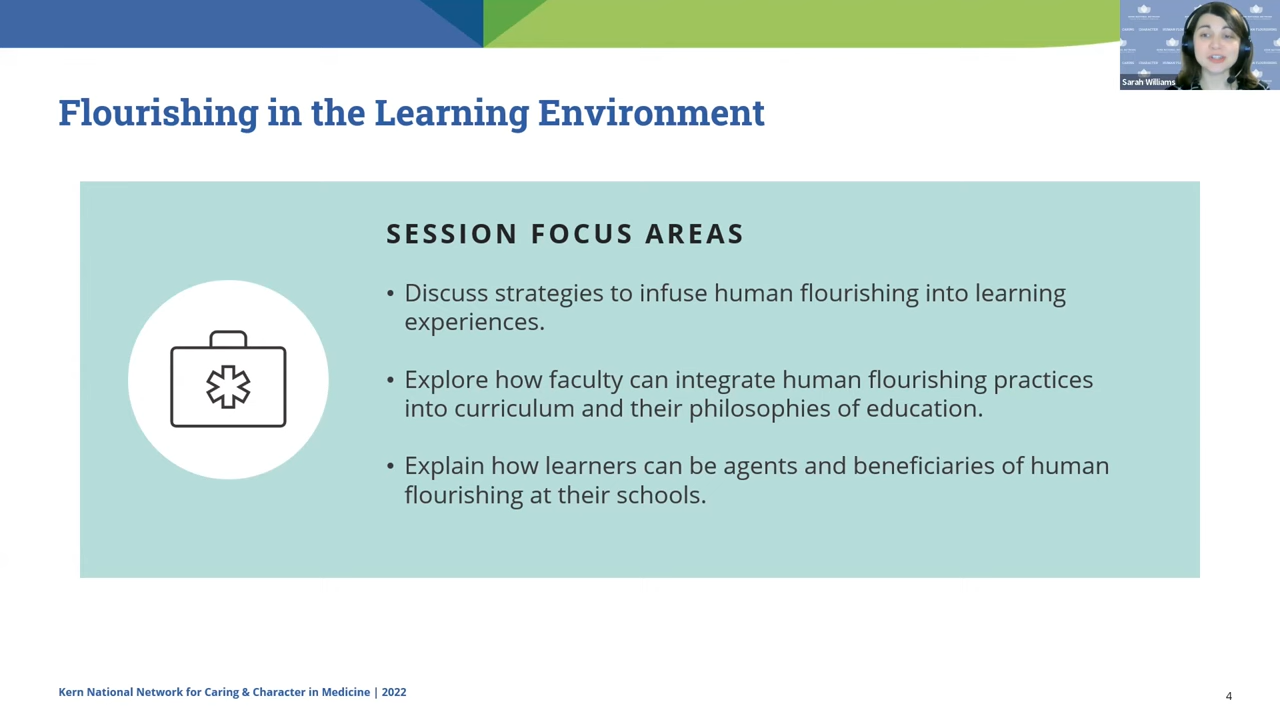 Sarah Williams
Flourishing in the Learning Environment
SESSION FOCUS AREAS
• Discuss strategies to infuse human flourishing into learning
experiences.
• Explore how faculty can integrate human flourishing practices
into curriculum and their philosophies of education.
• Explain how learners can be agents and beneficiaries of human
flourishing at their schools.
Kern National Network for Caring & Character in Medicine | 2022
4